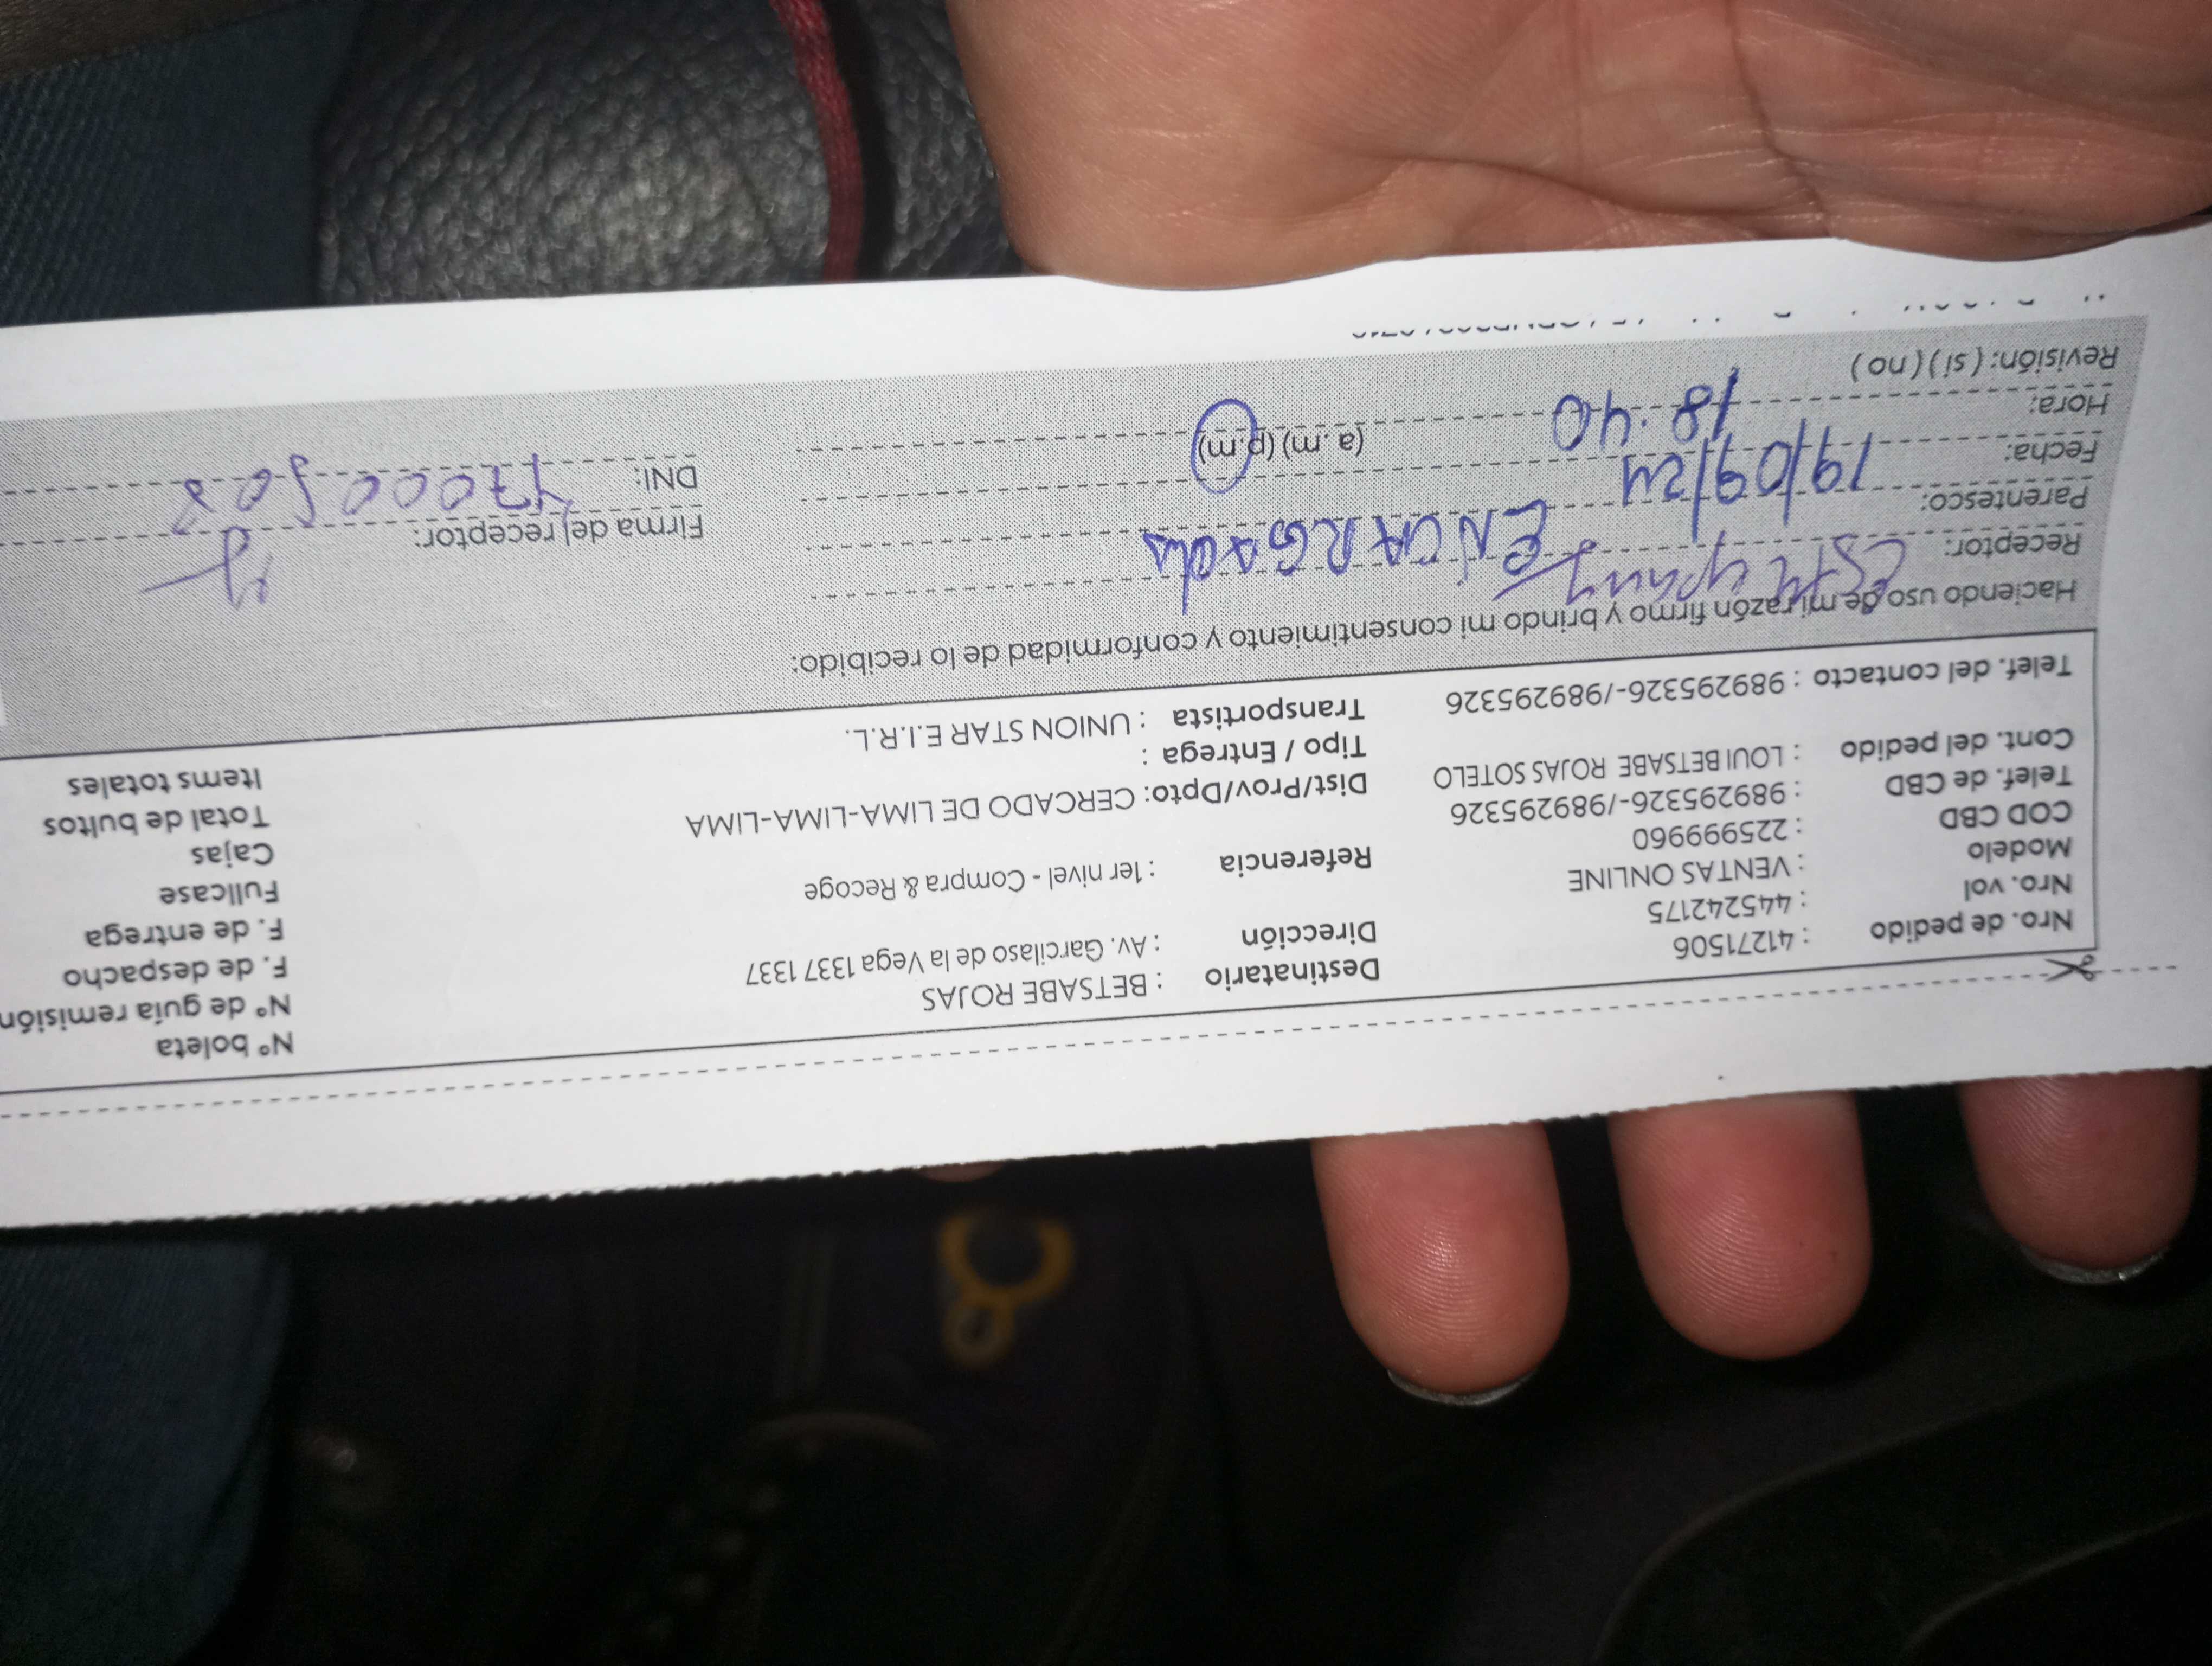 Nro. de pedido : 41271506
Nro. vol : 445242175
Modelo : VENTAS ONLINE
COD CBD : 225999960
Telef. de CBD : 989295326-/989295326
Cont. del pedido : LOUI BETSABE ROJAS SOTELO
Telef. del contacto : 989295326-/989295326
Destinatario : BETSABE ROJAS
Dirección : Av. Garcilaso de la Vega 1337 1337
Referencia : 1er nivel - Compra & Recoge
Dist/Prov/Dpto: CERCADO DE LIMA-LIMA-LIMA
Tipo / Entrega :
Transportista : UNION STAR E.I.R.L.
N° boleta
N° de guía remisión
F. de despacho
F. de entrega
Fullcase
Cajas
Total de bultos
Items totales
Haciendo uso de mi razón firmo y brindo mi consentimiento y conformidad de lo recibido:
Receptor:
Parentesco: ENCARGADA
Fecha: 19/09/24
Hora: 18:40 (a.m) (p.m)
Revisión: (si) (no)
Firma del receptor:
DNI: